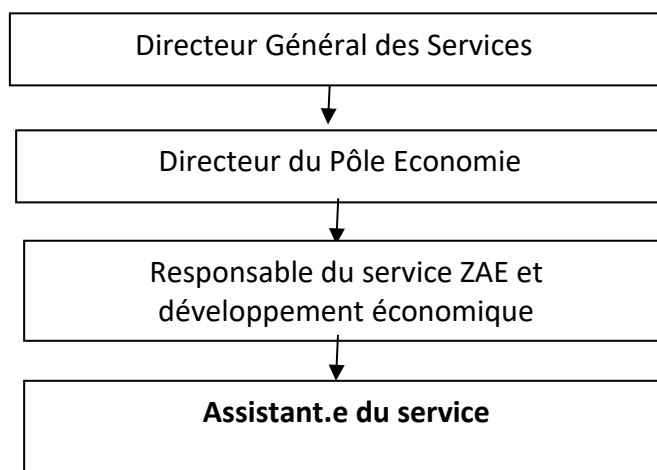 Directeur Général des Services
Directeur du Pôle Economie
Responsable du service ZAE et
développement économique
Assistant.e du service